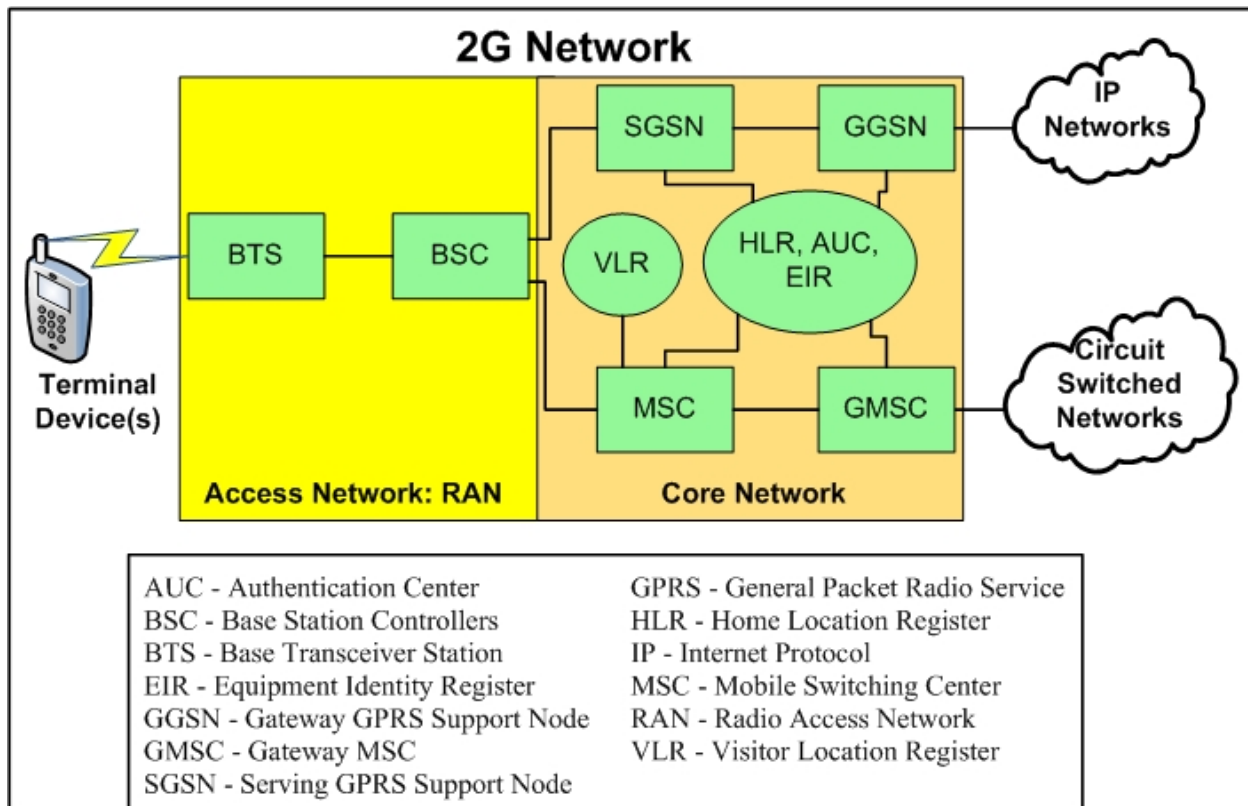 2G Network
SGSN
GGSN
IP
Networks
BTS
BSC
VLR
HLR, AUC,
EIR
Terminal
Device(s)
MSC
GMSC
Circuit
Switched
Networks
Access Network: RAN
Core Network
AUC - Authentication Center
BSC - Base Station Controllers
BTS - Base Transceiver Station
EIR - Equipment Identity Register
GGSN - Gateway GPRS Support Node
GMSC - Gateway MSC
SGSN - Serving GPRS Support Node
GPRS - General Packet Radio Service
HLR - Home Location Register
IP - Internet Protocol
MSC - Mobile Switching Center
RAN - Radio Access Network
VLR - Visitor Location Register